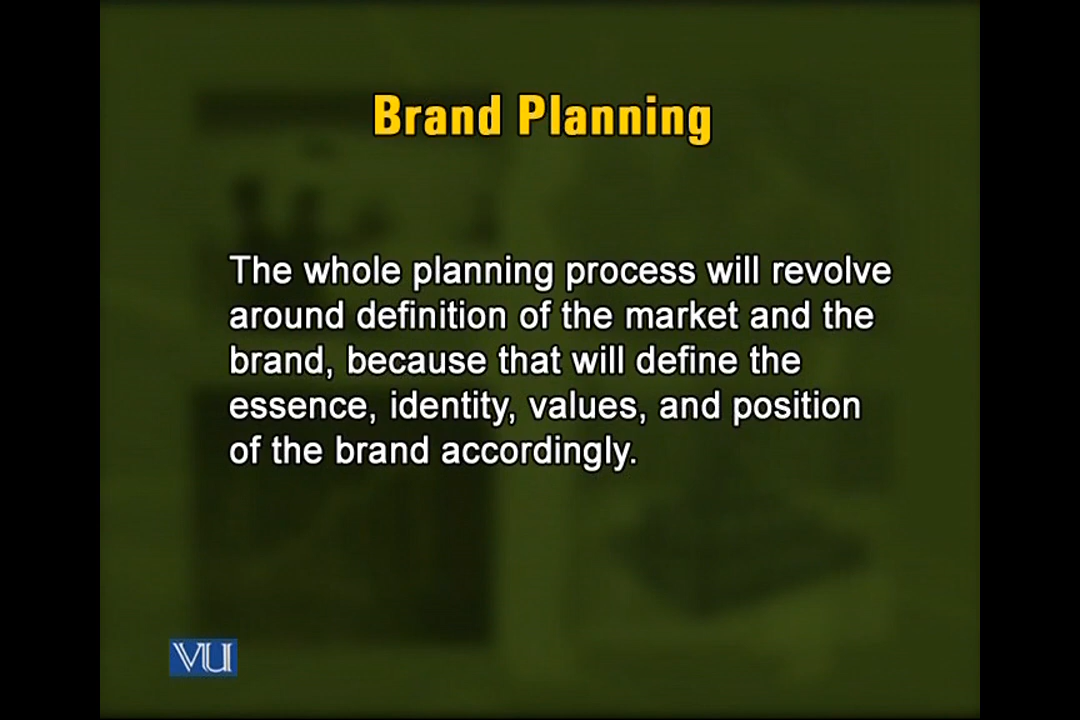 Brand Planning
The whole planning process will revolve
around definition of the market and the
brand, because that will define the
essence, identity, values, and position
of the brand accordingly.
VU